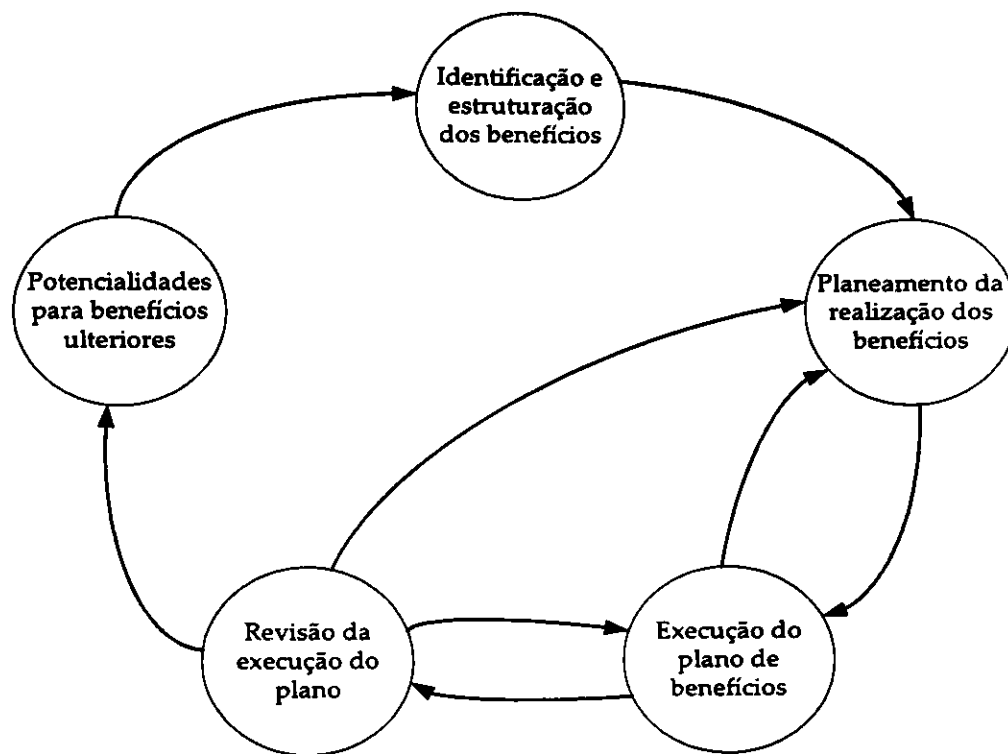 Identificação e
estruturação
dos benefícios
Potencialidades
para benefícios
ulteriores
Planeamento da
realização dos
benefícios
Revisão da
execução do
plano
Execução do
plano de
benefícios